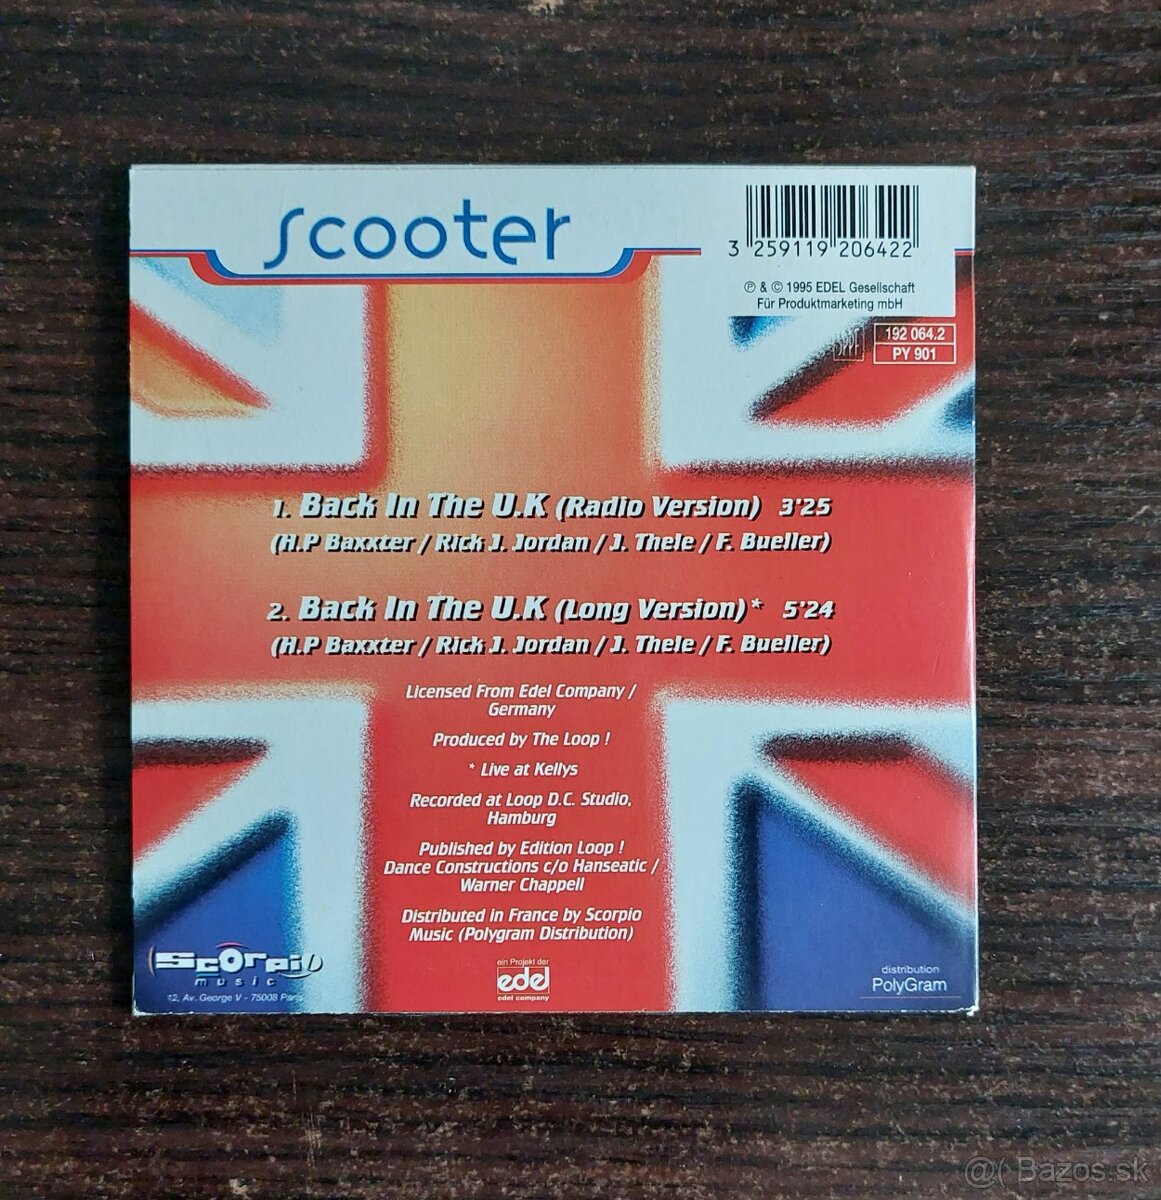 scooter
3 259119 206422
℗ & © 1995 EDEL Gesellschaft
Für Produktmarketing mbH
192 064.2
PY 901
1. Back In The U.K (Radio Version) 3'25
(H.P Baxxter / Rick J. Jordan / J. Thele / F. Bueller)
2. Back In The U.K (Long Version)* 5'24
(H.P Baxxter / Rick J. Jordan / J. Thele / F. Bueller)
Licensed From Edel Company /
Germany
Produced by The Loop !
* Live at Kellys
Recorded at Loop D.C. Studio,
Hamburg
Published by Edition Loop !
Dance Constructions c/o Hanseatic /
Warner Chappell
Distributed in France by Scorpio
Music (Polygram Distribution)
ein Projekt der
edel
edel company
Scorpio
music
12, Av. George V - 75008 Paris
distribution
PolyGram
@( Bazos.sk